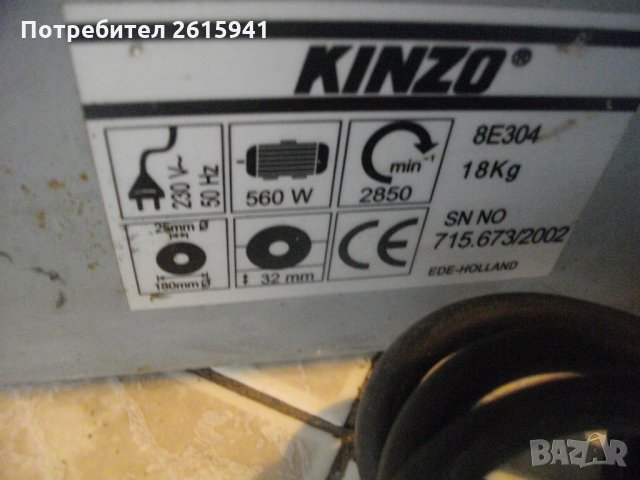 Потребител 2615941
KINZO®
230 V~
50 Hz
560 W
min⁻¹
2850
8E304
18Kg
25mm Ø
180mm Ø
32 mm
CE
SN NO
715.673/2002
EDE-HOLLAND
BAZAR